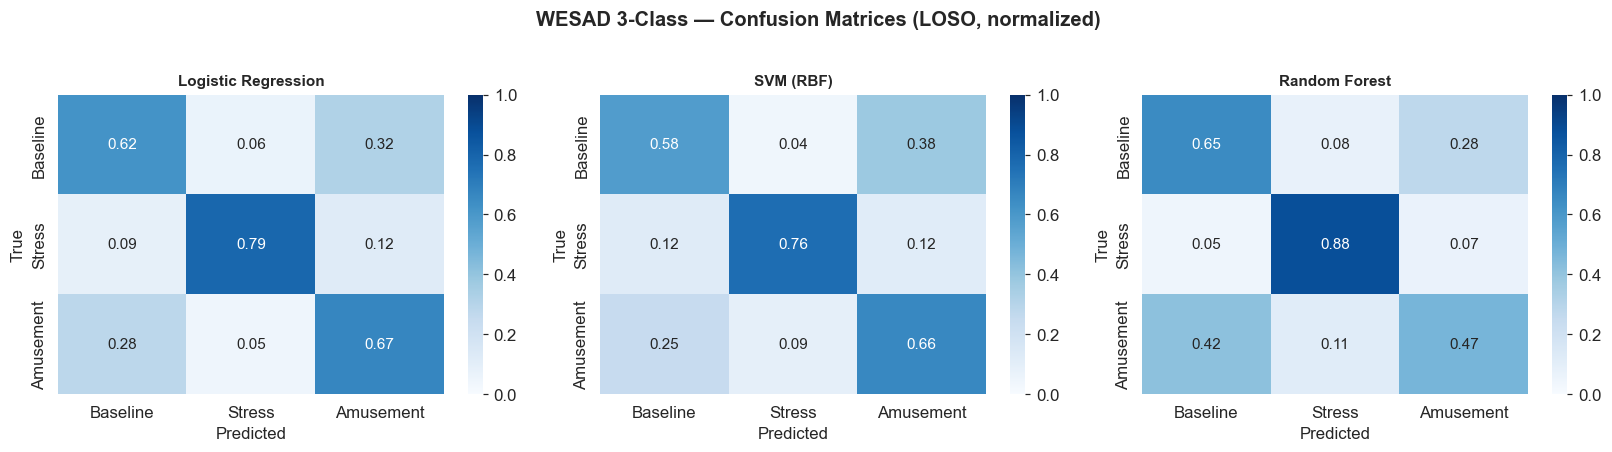 WESAD 3-Class — Confusion Matrices (LOSO, normalized)
Logistic Regression
True
Baseline
Stress
Amusement
0.62 0.06 0.32
0.09 0.79 0.12
0.28 0.05 0.67
Baseline Stress Amusement
Predicted
1.0
0.8
0.6
0.4
0.2
0.0
SVM (RBF)
True
Baseline
Stress
Amusement
0.58 0.04 0.38
0.12 0.76 0.12
0.25 0.09 0.66
Baseline Stress Amusement
Predicted
1.0
0.8
0.6
0.4
0.2
0.0
Random Forest
True
Baseline
Stress
Amusement
0.65 0.08 0.28
0.05 0.88 0.07
0.42 0.11 0.47
Baseline Stress Amusement
Predicted
1.0
0.8
0.6
0.4
0.2
0.0